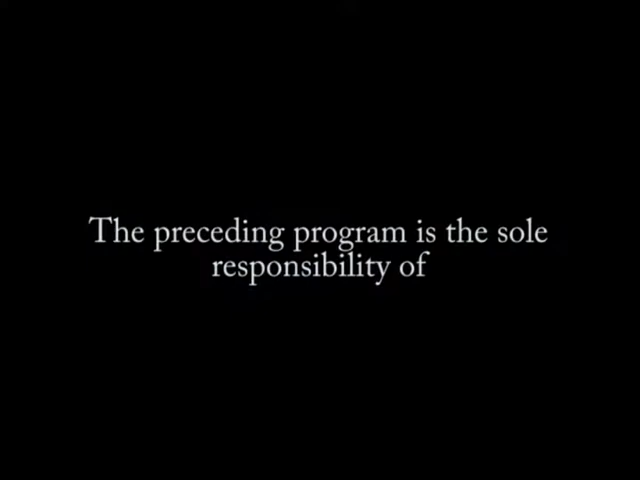 The preceding program is the sole
responsibility of